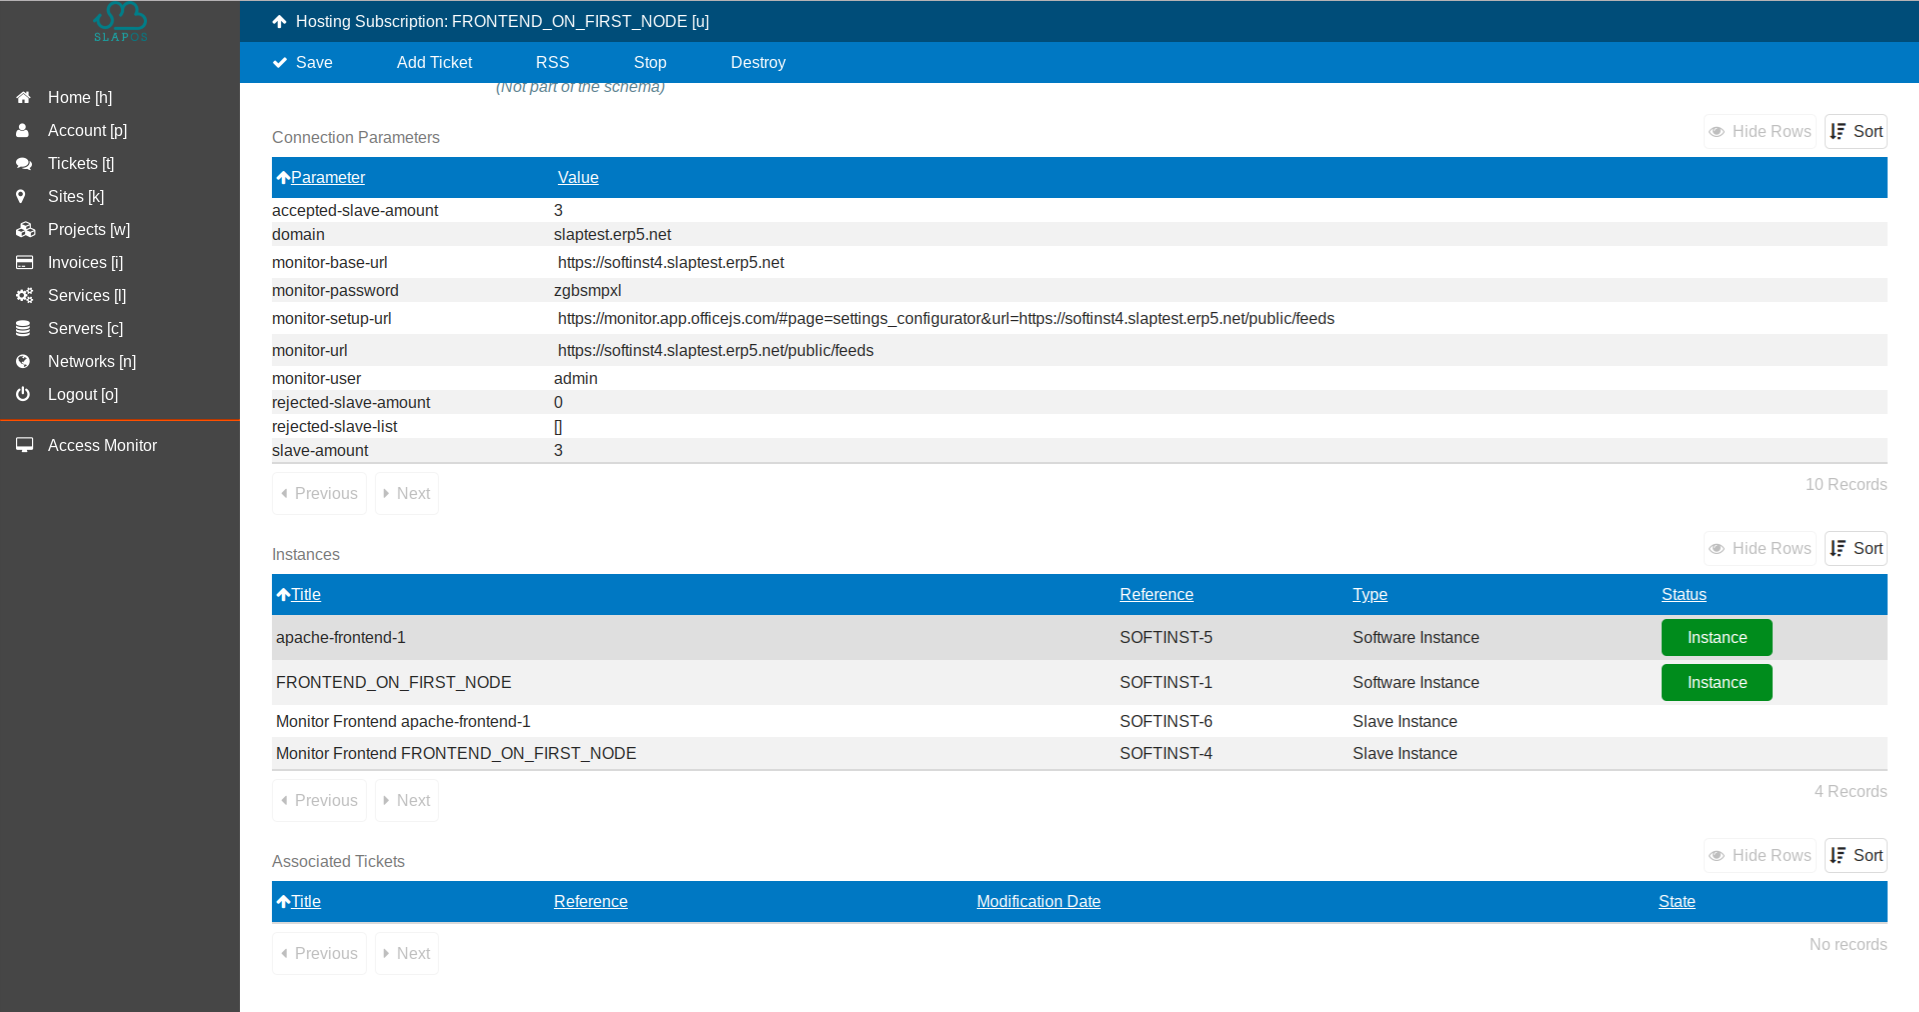 SLAPOS
Hosting Subscription: FRONTEND_ON_FIRST_NODE [u]
Save Add Ticket RSS Stop Destroy
Home [h]
Account [p]
Tickets [t]
Sites [k]
Projects [w]
Invoices [i]
Services [l]
Servers [c]
Networks [n]
Logout [o]
Access Monitor
(Not part of the schema)
Connection Parameters Hide Rows Sort
Parameter Value
accepted-slave-amount 3
domain slaptest.erp5.net
monitor-base-url https://softinst4.slaptest.erp5.net
monitor-password zgbsmpxl
monitor-setup-url https://monitor.app.officejs.com/#page=settings_configurator&url=https://softinst4.slaptest.erp5.net/public/feeds
monitor-url https://softinst4.slaptest.erp5.net/public/feeds
monitor-user admin
rejected-slave-amount 0
rejected-slave-list []
slave-amount 3
Previous Next 10 Records
Instances Hide Rows Sort
Title Reference Type Status
apache-frontend-1 SOFTINST-5 Software Instance Instance
FRONTEND_ON_FIRST_NODE SOFTINST-1 Software Instance Instance
Monitor Frontend apache-frontend-1 SOFTINST-6 Slave Instance
Monitor Frontend FRONTEND_ON_FIRST_NODE SOFTINST-4 Slave Instance
Previous Next 4 Records
Associated Tickets Hide Rows Sort
Title Reference Modification Date State
Previous Next No records